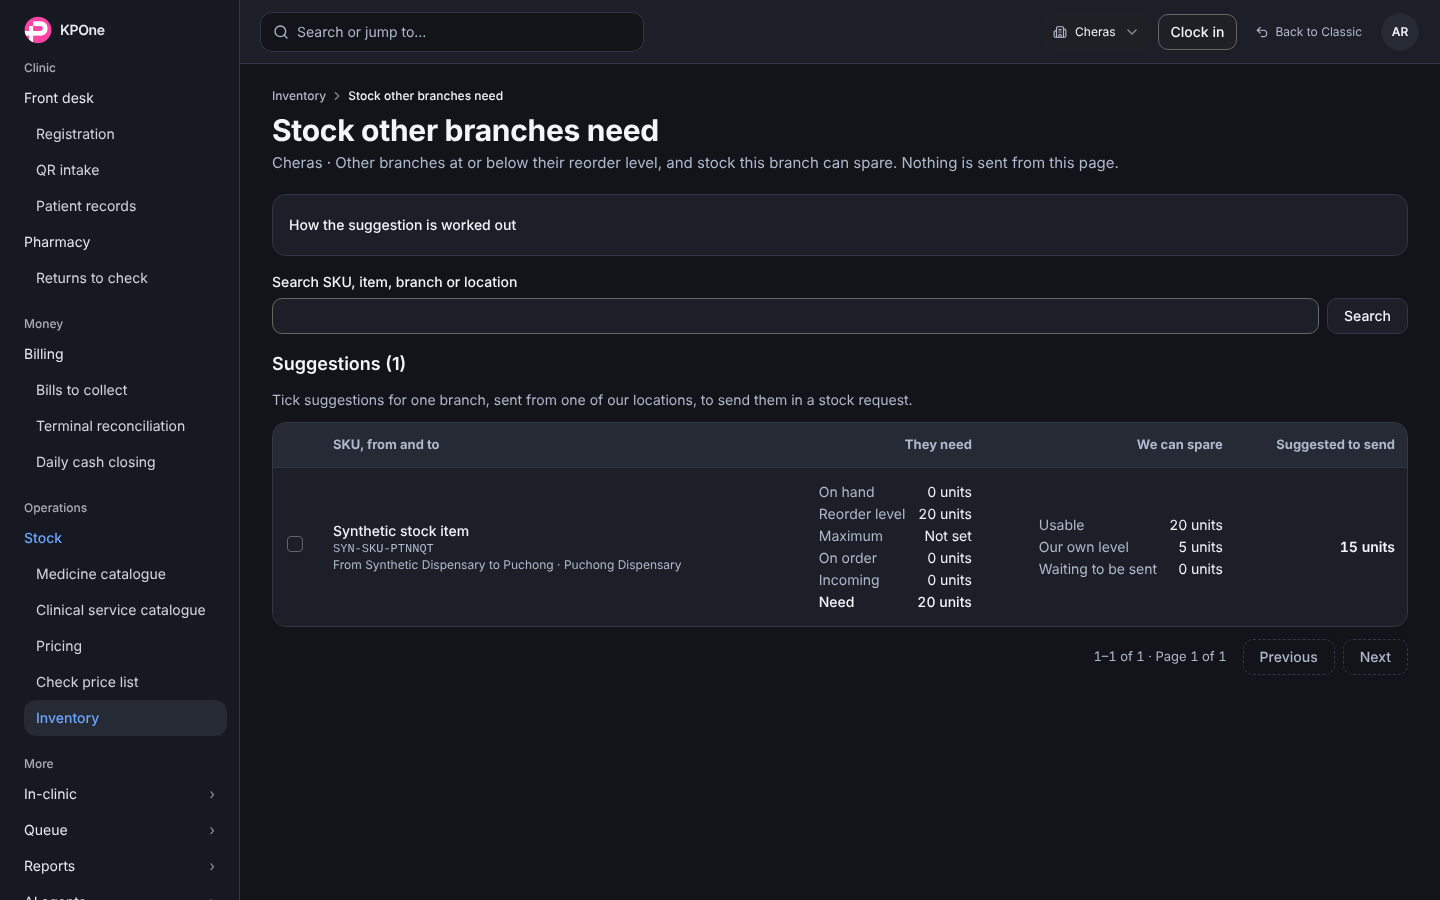 KPOne
Search or jump to...
Cheras
Clock in
Back to Classic
AR
Clinic
Front desk
Registration
QR intake
Patient records
Pharmacy
Returns to check
Money
Billing
Bills to collect
Terminal reconciliation
Daily cash closing
Operations
Stock
Medicine catalogue
Clinical service catalogue
Pricing
Check price list
Inventory
More
In-clinic
Queue
Reports
AI agents
Inventory > Stock other branches need
Stock other branches need
Cheras · Other branches at or below their reorder level, and stock this branch can spare. Nothing is sent from this page.
How the suggestion is worked out
Search SKU, item, branch or location
Search
Suggestions (1)
Tick suggestions for one branch, sent from one of our locations, to send them in a stock request.
SKU, from and to They need We can spare Suggested to send
Synthetic stock item
SYN-SKU-PTNNQT
From Synthetic Dispensary to Puchong · Puchong Dispensary
On hand 0 units
Reorder level 20 units
Maximum Not set
On order 0 units
Incoming 0 units
Need 20 units
Usable 20 units
Our own level 5 units
Waiting to be sent 0 units
15 units
1–1 of 1 · Page 1 of 1
Previous
Next